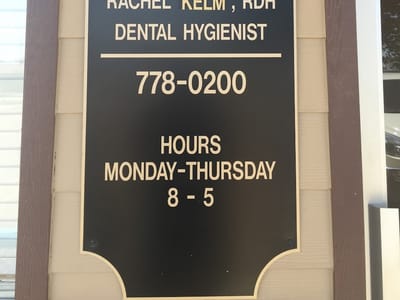 RACHEL KELM, RDH
DENTAL HYGIENIST
778-0200
HOURS
MONDAY-THURSDAY
8 - 5